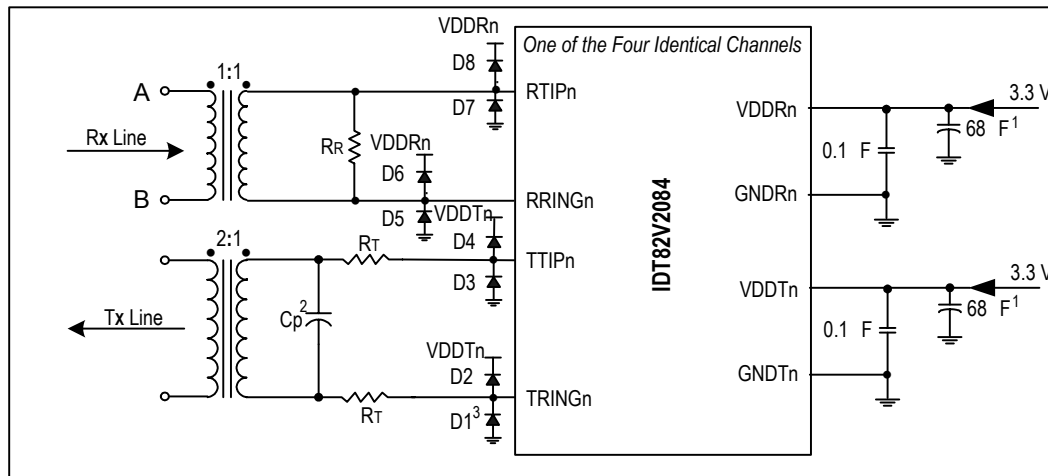 One of the Four Identical Channels
VDDRn
D8
D7
1:1
A
B
Rx Line
RR
VDDRn
D6
D5
RTIPn
RRINGn
VDDTn
D4
D3
2:1
RT
TTIPn
Cp2
Tx Line
VDDTn
D2
D13
RT
TRINGn
IDT82V2084
VDDRn
GNDRn
VDDTn
GNDTn
3.3 V
68 F1
0.1 F
3.3 V
68 F1
0.1 F